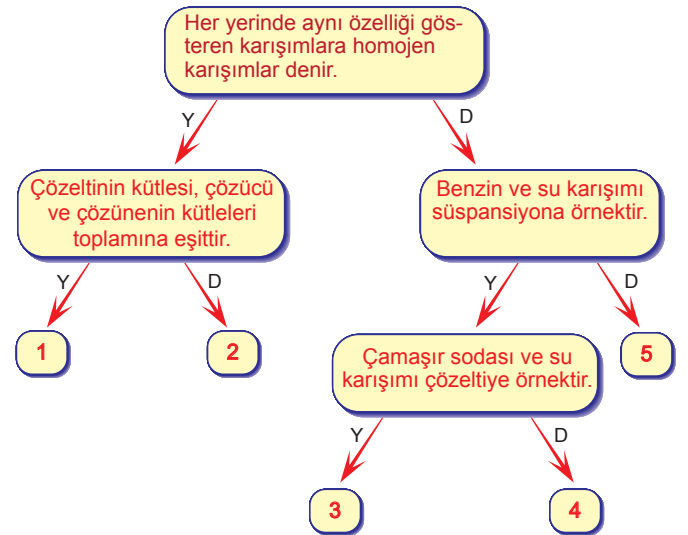 Her yerinde aynı özelliği gös-
teren karışımlara homojen
karışımlar denir.
Y
D
Çözeltinin kütlesi, çözücü
ve çözünenin kütleleri
toplamına eşittir.
Benzin ve su karışımı
süspansiyona örnektir.
Y
D
Y
D
1
2
Çamaşır sodası ve su
karışımı çözeltiye örnektir.
5
Y
D
3
4